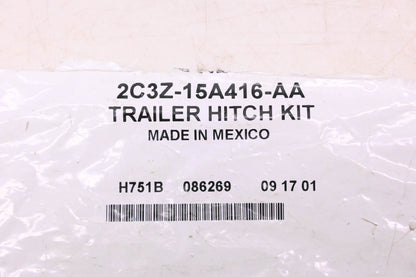 2C3Z-15A416-AA
TRAILER HITCH KIT
MADE IN MEXICO
H751B 086269 09 17 01